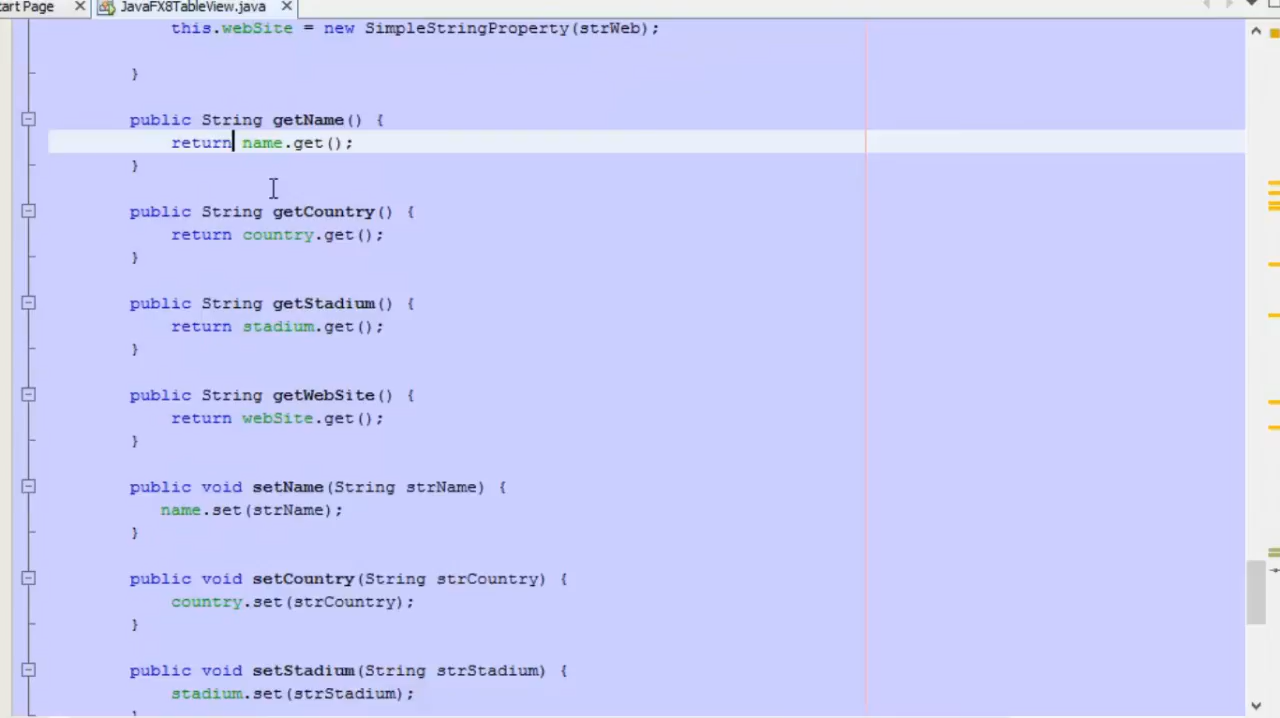 tart Page
JavaFX8TableView.java
this.webSite = new SimpleStringProperty(strWeb);
}
public String getName() {
return name.get();
}
public String getCountry() {
return country.get();
}
public String getStadium() {
return stadium.get();
}
public String getWebSite() {
return webSite.get();
}
public void setName(String strName) {
name.set(strName);
}
public void setCountry(String strCountry) {
country.set(strCountry);
}
public void setStadium(String strStadium) {
stadium.set(strStadium);
}